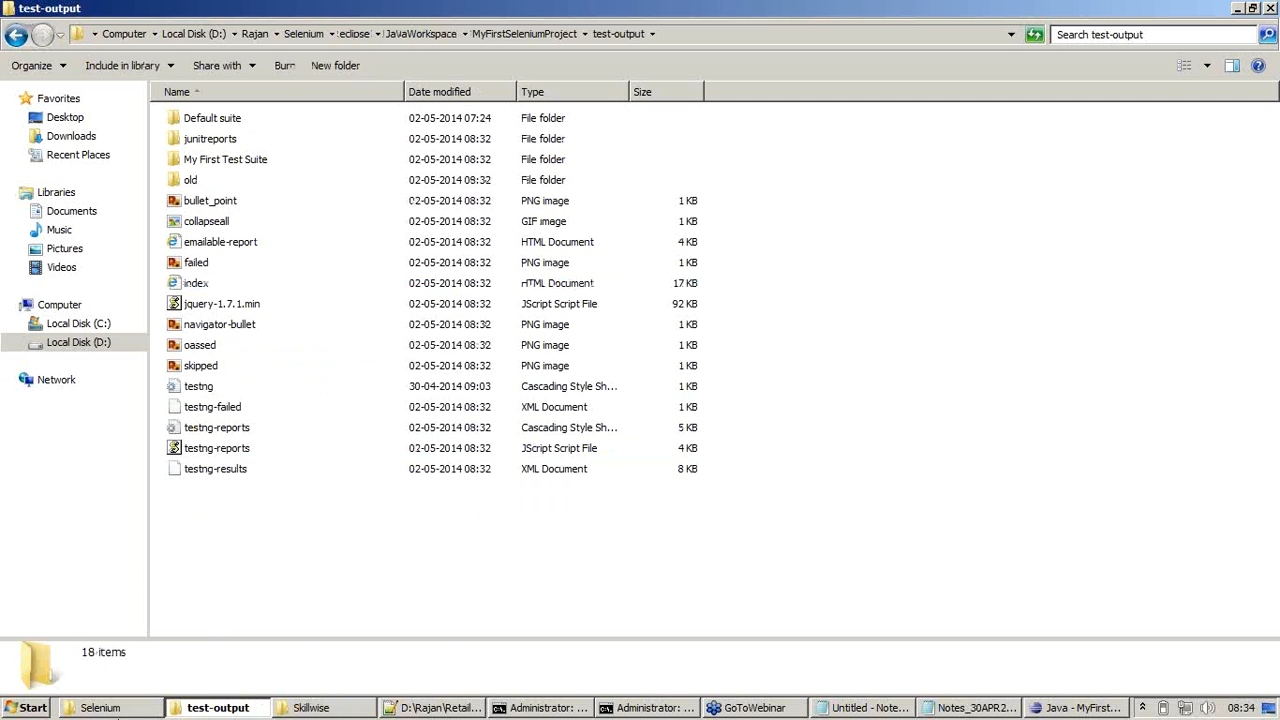 test-output
Computer Local Disk (D:) Rajan Selenium eclipse JaVaWorkspace MyFirstSeleniumProject test-output Search test-output
Organize Include in library Share with Burn New folder
Name Date modified Type Size
Favorites
Desktop
Downloads
Recent Places
Libraries
Documents
Music
Pictures
Videos
Computer
Local Disk (C:)
Local Disk (D:)
Network
Default suite 02-05-2014 07:24 File folder
junitreports 02-05-2014 08:32 File folder
My First Test Suite 02-05-2014 08:32 File folder
old 02-05-2014 08:32 File folder
bullet_point 02-05-2014 08:32 PNG image 1 KB
collapseall 02-05-2014 08:32 GIF image 1 KB
emailable-report 02-05-2014 08:32 HTML Document 4 KB
failed 02-05-2014 08:32 PNG image 1 KB
index 02-05-2014 08:32 HTML Document 17 KB
jquery-1.7.1.min 02-05-2014 08:32 JScript Script File 92 KB
navigator-bullet 02-05-2014 08:32 PNG image 1 KB
passed 02-05-2014 08:32 PNG image 1 KB
skipped 02-05-2014 08:32 PNG image 1 KB
testng 30-04-2014 09:03 Cascading Style Sh... 1 KB
testng-failed 02-05-2014 08:32 XML Document 1 KB
testng-reports 02-05-2014 08:32 Cascading Style Sh... 5 KB
testng-reports 02-05-2014 08:32 JScript Script File 4 KB
testng-results 02-05-2014 08:32 XML Document 8 KB
18 items
Start Selenium test-output Skillwise D:\Rajan\Retail... Administrator: ... Administrator: ... GoToWebinar Untitled - Note... Notes_30APR2... Java - MyFirst... 08:34